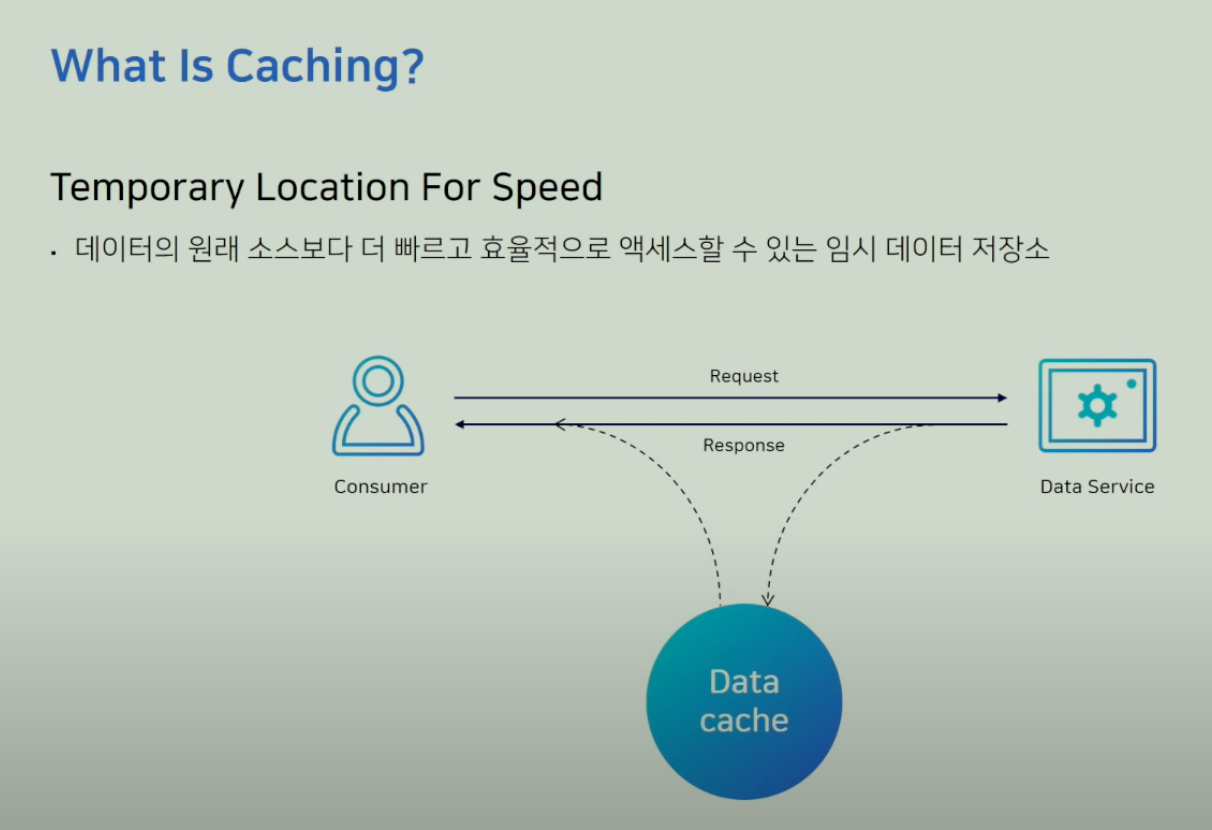 What Is Caching?
Temporary Location For Speed
· 데이터의 원래 소스보다 더 빠르고 효율적으로 액세스할 수 있는 임시 데이터 저장소
Request
Response
Consumer
Data Service
Data
cache